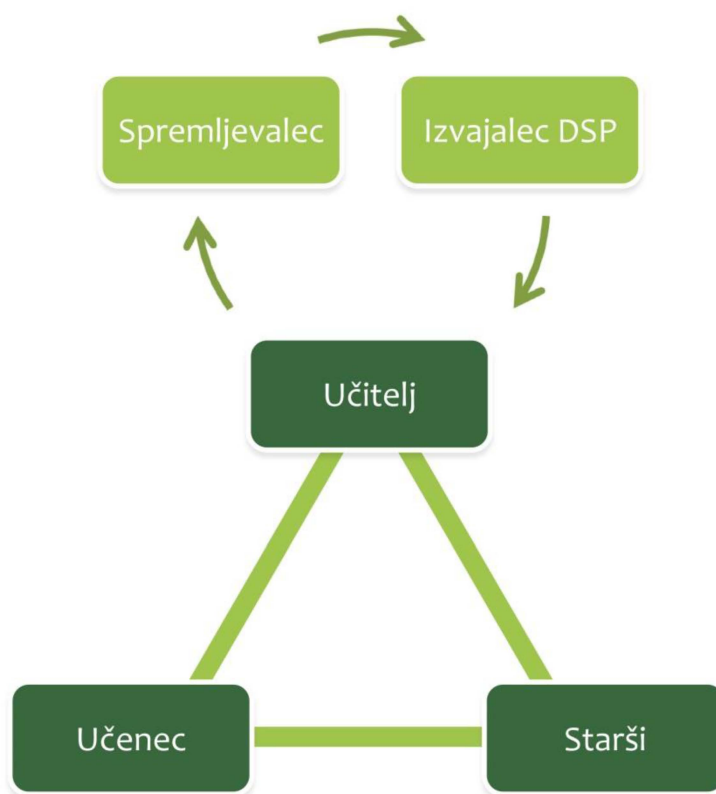 Spremljevalec
Izvajalec DSP
Učitelj
Učenec
Starši